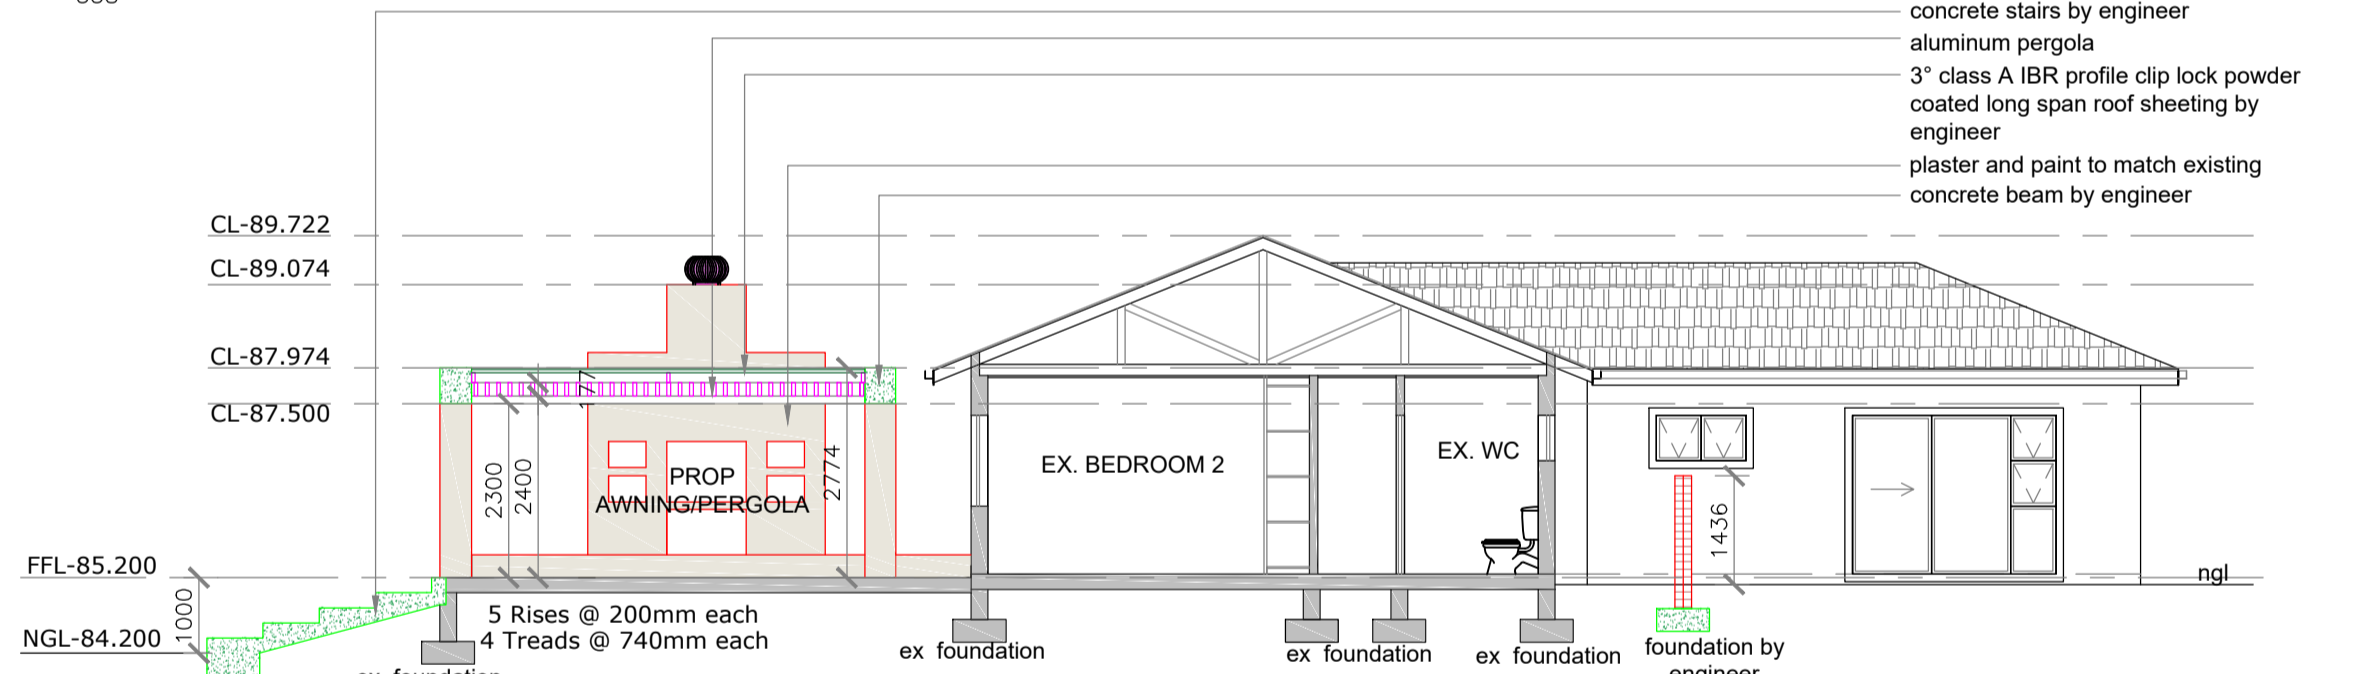 concrete stairs by engineer
aluminum pergola
3° class A IBR profile clip lock powder
coated long span roof sheeting by
engineer
plaster and paint to match existing
concrete beam by engineer
CL-89.722
CL-89.074
CL-87.974
CL-87.500
177
2300
2400
2774
PROP
AWNING/PERGOLA
EX. BEDROOM 2
EX. WC
1436
FFL-85.200
ngl
1000
NGL-84.200
5 Rises @ 200mm each
4 Treads @ 740mm each
ex foundation
ex foundation
ex foundation
foundation by
engineer
ex foundation